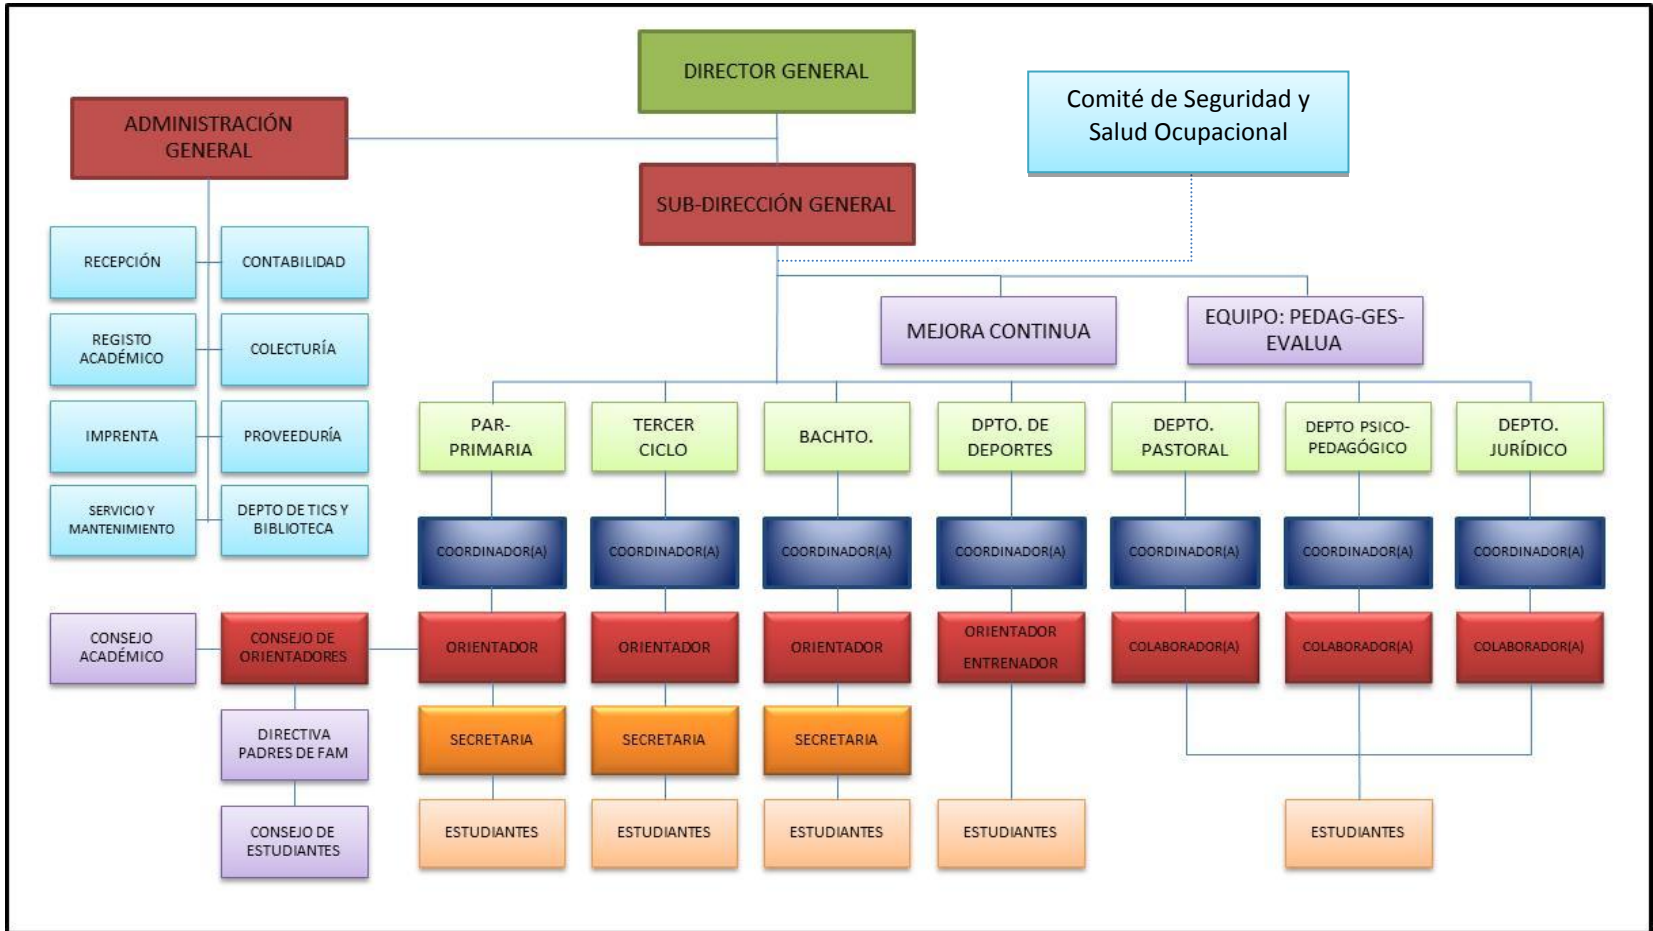 DIRECTOR GENERAL
Comité de Seguridad y
Salud Ocupacional
ADMINISTRACIÓN
GENERAL
SUB-DIRECCIÓN GENERAL
RECEPCIÓN
CONTABILIDAD
MEJORA CONTINUA
EQUIPO: PEDAG-GES-
EVALUA
REGISTO
ACADÉMICO
COLECTURÍA
IMPRENTA
PROVEEDURÍA
PAR-
PRIMARIA
TERCER
CICLO
BACHTO.
DPTO. DE
DEPORTES
DEPTO.
PASTORAL
DEPTO PSICO-
PEDAGÓGICO
DEPTO.
JURÍDICO
SERVICIO Y
MANTENIMIENTO
DEPTO DE TICS Y
BIBLIOTECA
COORDINADOR(A)
COORDINADOR(A)
COORDINADOR(A)
COORDINADOR(A)
COORDINADOR(A)
COORDINADOR(A)
COORDINADOR(A)
CONSEJO
ACADÉMICO
CONSEJO DE
ORIENTADORES
ORIENTADOR
ORIENTADOR
ORIENTADOR
ORIENTADOR
ENTRENADOR
COLABORADOR(A)
COLABORADOR(A)
COLABORADOR(A)
DIRECTIVA
PADRES DE FAM
SECRETARIA
SECRETARIA
SECRETARIA
CONSEJO DE
ESTUDIANTES
ESTUDIANTES
ESTUDIANTES
ESTUDIANTES
ESTUDIANTES
ESTUDIANTES